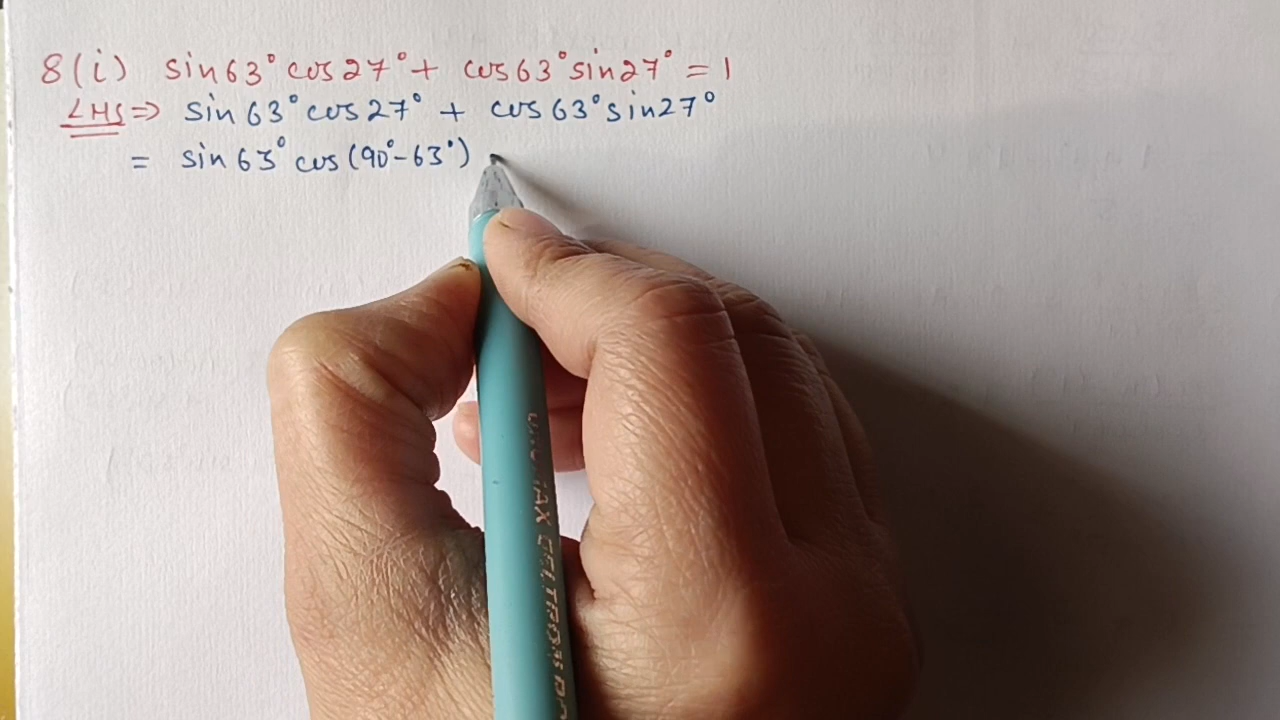 8(i) sin63° cos27° + cos63° sin27° = 1
LHS => sin63° cos27° + cos63° sin27°
= sin63° cos(90°-63°)